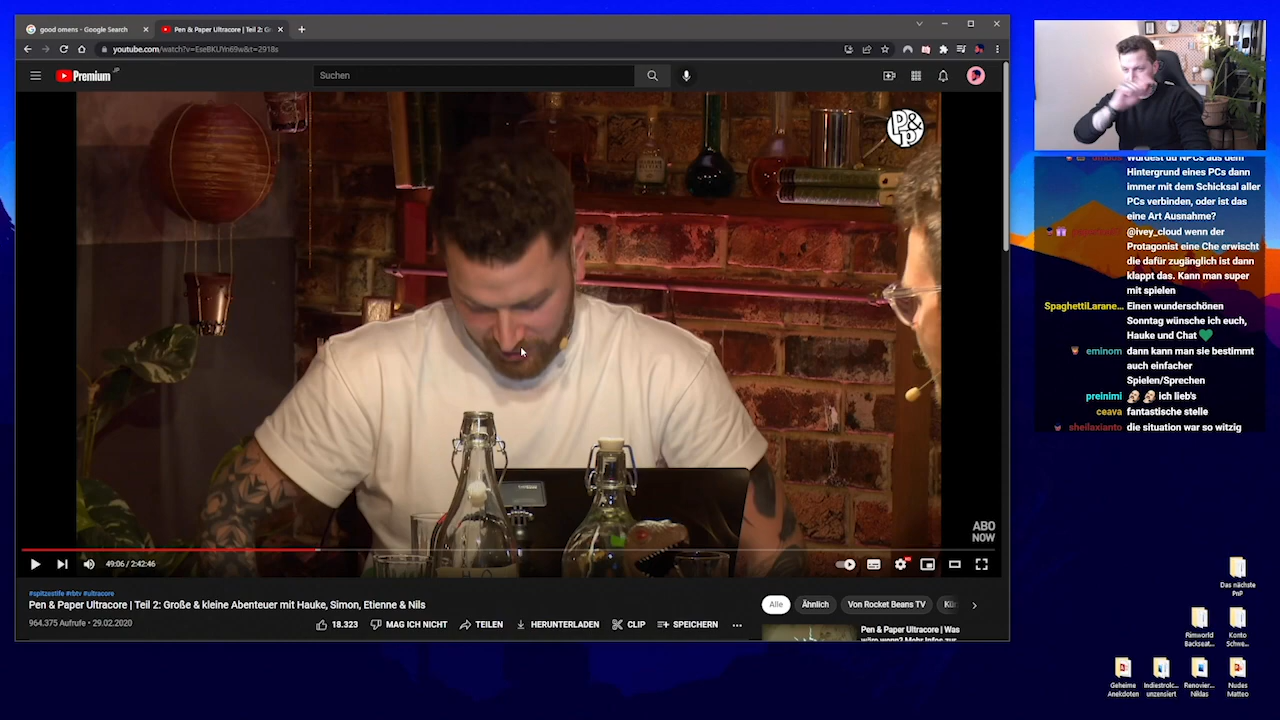 good omens - Google Search
Pen & Paper Ultracore | Teil 2: Gr
youtube.com/watch?v=EseBKUYn69w&t=2918s
Premium JP
Suchen
P&P
ABO
NOW
49:06 / 2:42:46
#spitzestife #rbtv #ultracore
Pen & Paper Ultracore | Teil 2: Große & kleine Abenteuer mit Hauke, Simon, Etienne & Nils
964.375 Aufrufe • 29.02.2020
18.323
MAG ICH NICHT
TEILEN
HERUNTERLADEN
CLIP
SPEICHERN
Alle
Ähnlich
Von Rocket Beans TV
Pen & Paper Ultracore | Was
Würdest du NPCs aus dem
Hintergrund eines PCs dann
immer mit dem Schicksal aller
PCs verbinden, oder ist das
eine Art Ausnahme?
@ivey_cloud wenn der
Protagonist eine Che erwischt
die dafür zugänglich ist dann
klappt das. Kann man super
mit spielen
SpaghettiLarane... Einen wunderschönen
Sonntag wünsche ich euch,
Hauke und Chat
eminom dann kann man sie bestimmt
auch einfacher
Spielen/Sprechen
preinimi ich lieb's
ceava fantastische stelle
sheilaxianto die situation war so witzig
Das nächste
PnP
Rimworld
Backseat...
Konto
Schwe...
Geheime
Anekdoten
Indiestrolc...
unzensiert
Renovier...
Niklas
Nudes
Matteo